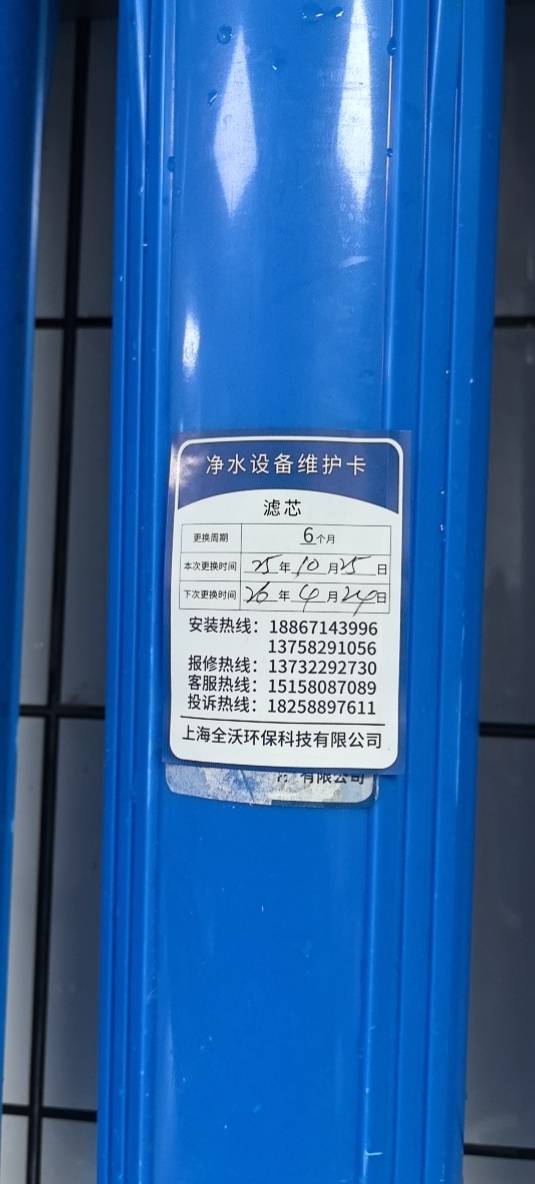 净水设备维护卡
滤芯
更换周期 6个月
本次更换时间 25年10月25日
下次更换时间 26年4月24日
安装热线：18867143996
13758291056
报修热线：13732292730
客服热线：15158087089
投诉热线：18258897611
上海全沃环保科技有限公司
有限公司